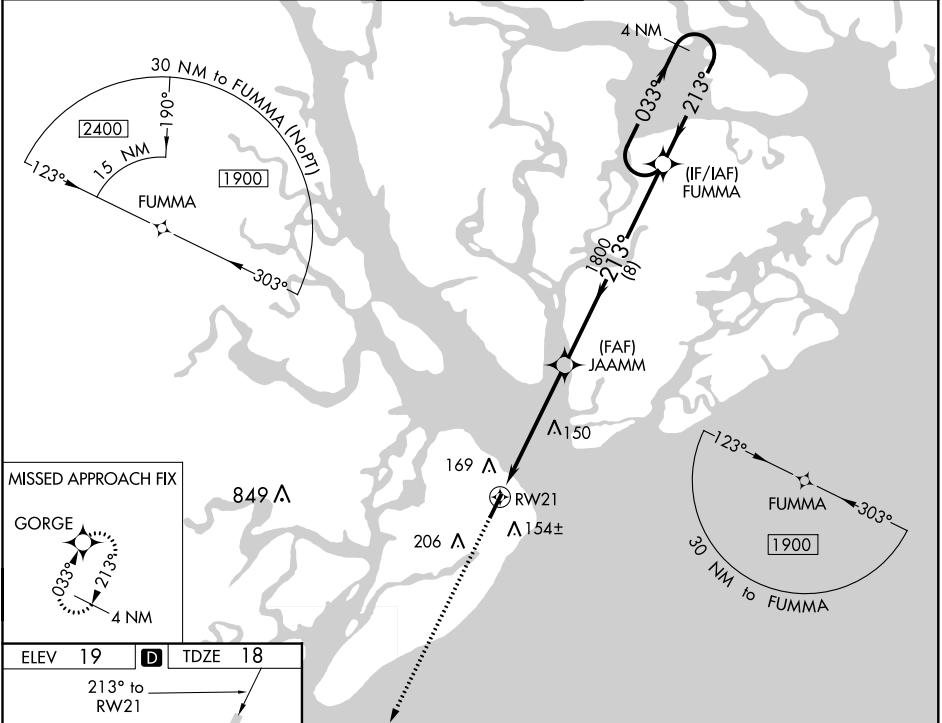 4 NM
033°
213°
(IF/IAF)
FUMMA
30 NM to FUMMA (NoPT)
190°
2400
15 NM
123°
1900
FUMMA
303°
1800
213°
(8)
(FAF)
JAAMM
150
169
RW21
154±
206
849
123°
FUMMA
303°
1900
30 NM to FUMMA
MISSED APPROACH FIX
GORGE
033°
213°
4 NM
ELEV 19 D TDZE 18
213° to
RW21